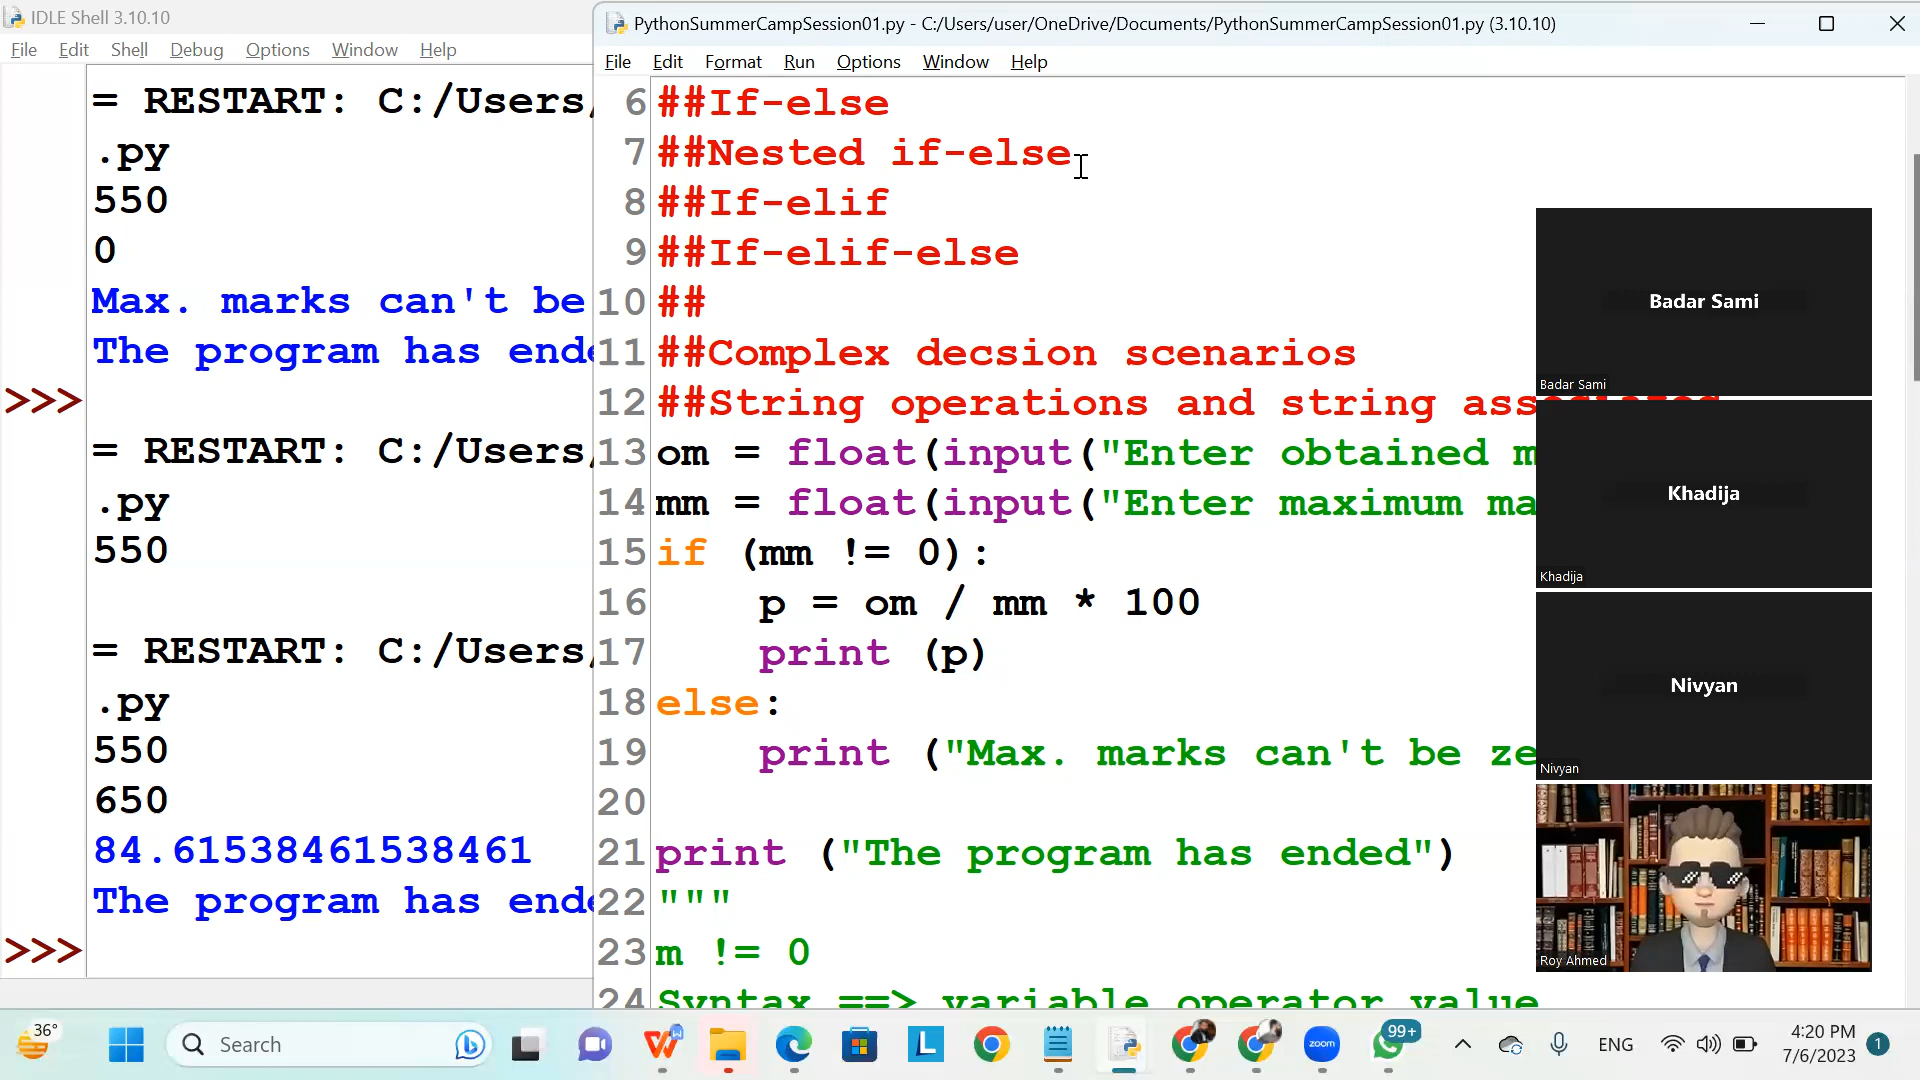 IDLE Shell 3.10.10
File Edit Shell Debug Options Window Help
= RESTART: C:/Users/
.py
550
0
Max. marks can't be
The program has ende
>>>
= RESTART: C:/Users/
.py
550
= RESTART: C:/Users/
.py
550
650
84.61538461538461
The program has ende
>>>
PythonSummerCampSession01.py - C:/Users/user/OneDrive/Documents/PythonSummerCampSession01.py (3.10.10)
File Edit Format Run Options Window Help
6 ##If-else
7 ##Nested if-else
8 ##If-elif
9 ##If-elif-else
10 ##
11 ##Complex decsion scenarios
12 ##String operations and string ass
13 om = float(input("Enter obtained m
14 mm = float(input("Enter maximum ma
15 if (mm != 0):
16     p = om / mm * 100
17     print (p)
18 else:
19     print ("Max. marks can't be ze
20
21 print ("The program has ended")
22 """
23 m != 0
24 Syntax ==> variable operator value
Badar Sami
Badar Sami
Khadija
Khadija
Nivyan
Nivyan
Roy Ahmed
36°
Search
L
W
zoom
99+
ENG
4:20 PM
7/6/2023
1